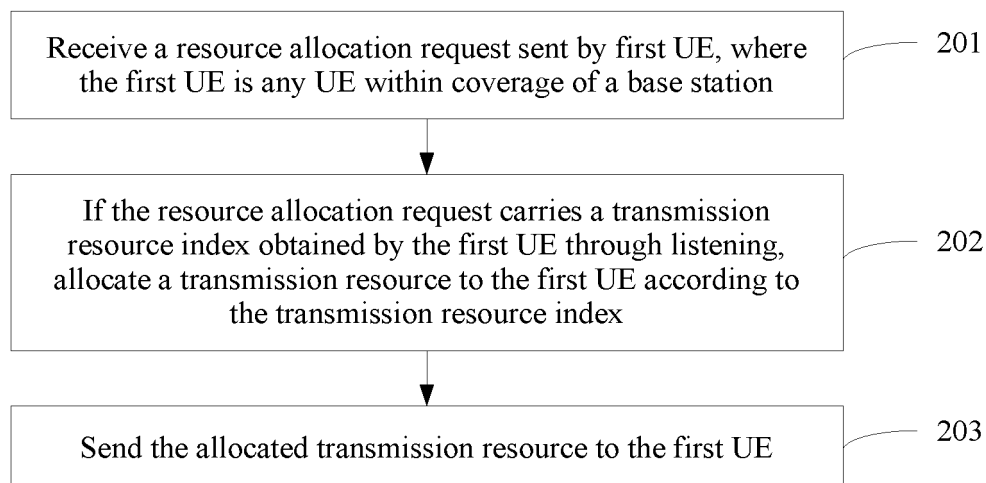 Receive a resource allocation request sent by first UE, where
the first UE is any UE within coverage of a base station
201
If the resource allocation request carries a transmission
resource index obtained by the first UE through listening,
allocate a transmission resource to the first UE according to
the transmission resource index
202
Send the allocated transmission resource to the first UE
203